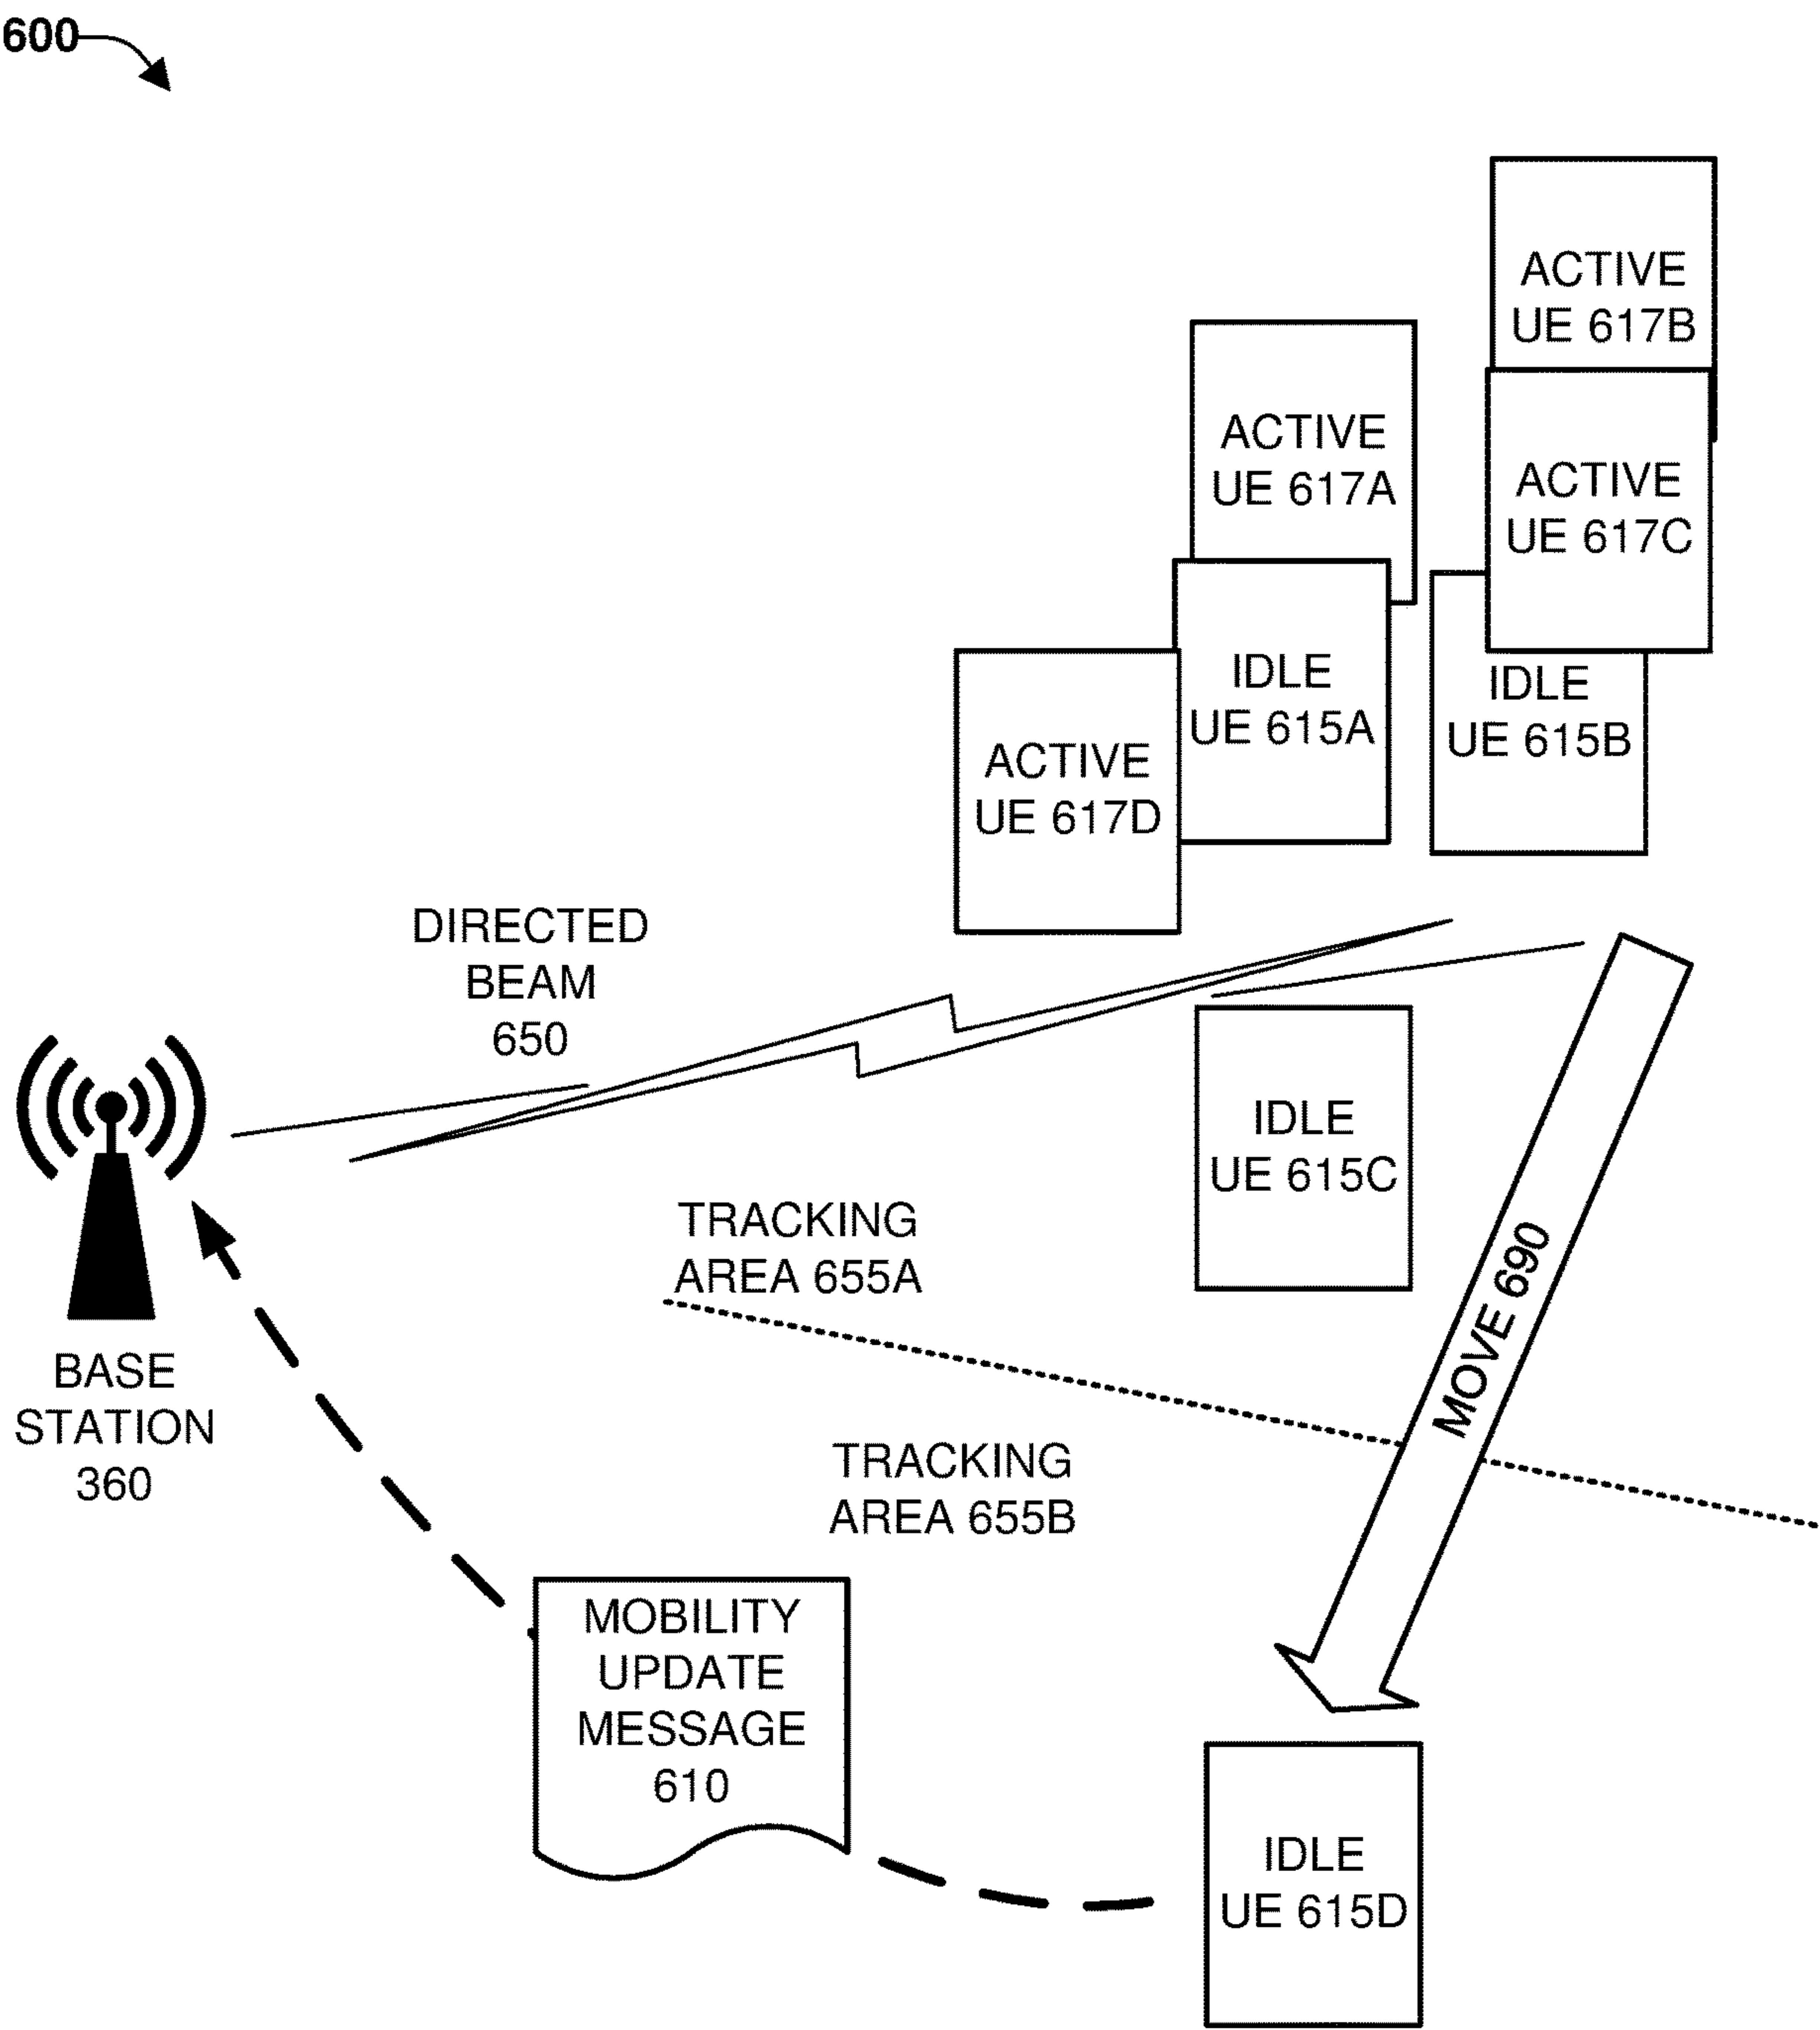 600
ACTIVE
UE 617B
ACTIVE
UE 617A
ACTIVE
UE 617C
IDLE
UE 615A
IDLE
UE 615B
ACTIVE
UE 617D
DIRECTED
BEAM
650
IDLE
UE 615C
TRACKING
AREA 655A
MOVE 690
BASE
STATION
360
TRACKING
AREA 655B
MOBILITY
UPDATE
MESSAGE
610
IDLE
UE 615D